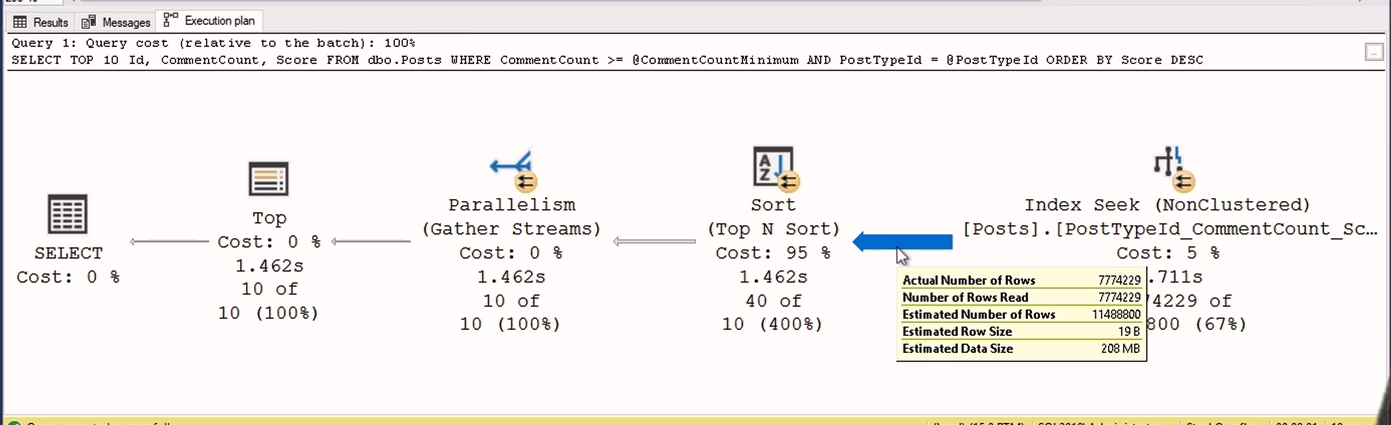 Results Messages Execution plan
Query 1: Query cost (relative to the batch): 100%
SELECT TOP 10 Id, CommentCount, Score FROM dbo.Posts WHERE CommentCount >= @CommentCountMinimum AND PostTypeId = @PostTypeId ORDER BY Score DESC
...
SELECT
Cost: 0 %
Top
Cost: 0 %
1.462s
10 of
10 (100%)
Parallelism
(Gather Streams)
Cost: 0 %
1.462s
10 of
10 (100%)
Sort
(Top N Sort)
Cost: 95 %
1.462s
40 of
10 (400%)
Index Seek (NonClustered)
[Posts].[PostTypeId_CommentCount_Sc...
Cost: 5 %
.711s
74229 of
800 (67%)
Actual Number of Rows 7774229
Number of Rows Read 7774229
Estimated Number of Rows 11488800
Estimated Row Size 19 B
Estimated Data Size 208 MB